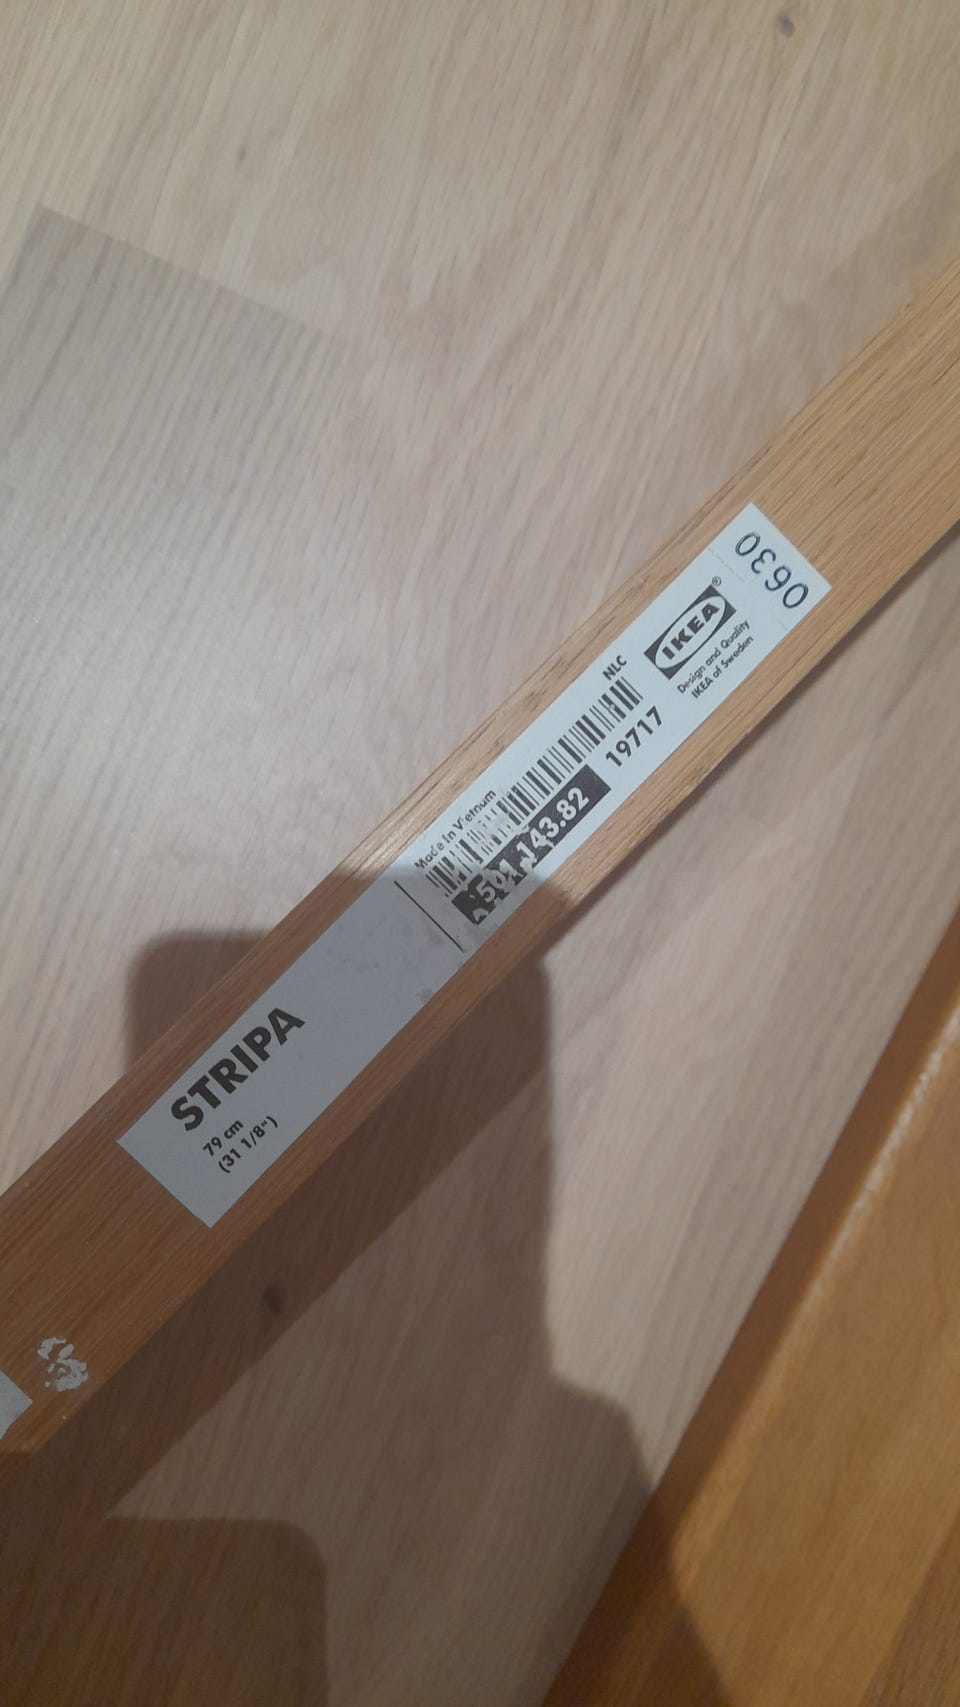 STRIPA
79 cm
(31 1/8")
Made in Vietnam
NLC
501.143.82
19717
IKEA®
Design and Quality
IKEA of Sweden
0630